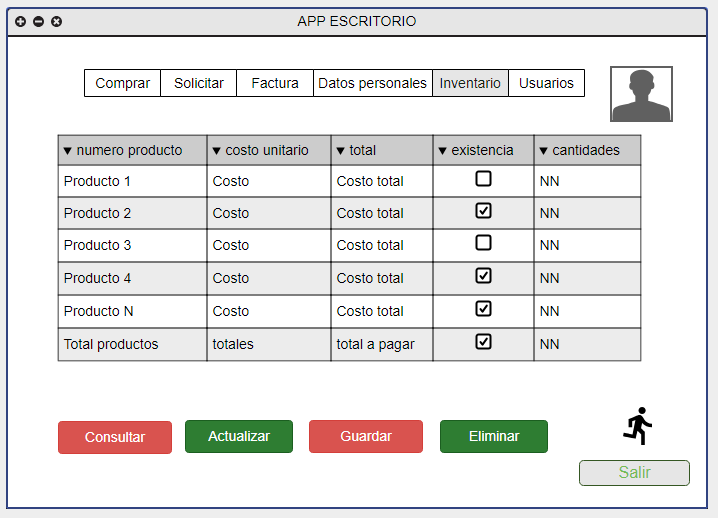 APP ESCRITORIO
Comprar Solicitar Factura Datos personales Inventario Usuarios
numero producto costo unitario total existencia cantidades
Producto 1 Costo Costo total NN
Producto 2 Costo Costo total NN
Producto 3 Costo Costo total NN
Producto 4 Costo Costo total NN
Producto N Costo Costo total NN
Total productos totales total a pagar NN
Consultar Actualizar Guardar Eliminar
Salir